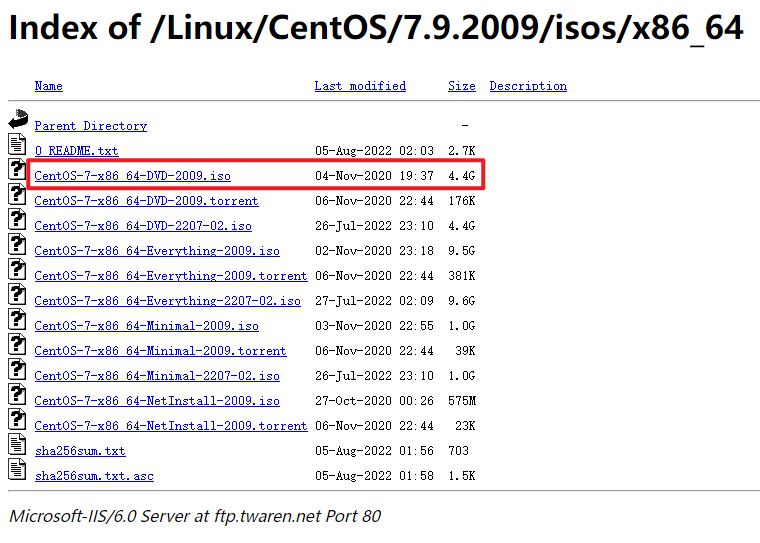 Index of /Linux/CentOS/7.9.2009/isos/x86_64
Name Last modified Size Description
Parent Directory -
0_README.txt 05-Aug-2022 02:03 2.7K
CentOS-7-x86_64-DVD-2009.iso 04-Nov-2020 19:37 4.4G
CentOS-7-x86_64-DVD-2009.torrent 06-Nov-2020 22:44 176K
CentOS-7-x86_64-DVD-2207-02.iso 26-Jul-2022 23:10 4.4G
CentOS-7-x86_64-Everything-2009.iso 02-Nov-2020 23:18 9.5G
CentOS-7-x86_64-Everything-2009.torrent 06-Nov-2020 22:44 381K
CentOS-7-x86_64-Everything-2207-02.iso 27-Jul-2022 02:09 9.6G
CentOS-7-x86_64-Minimal-2009.iso 03-Nov-2020 22:55 1.0G
CentOS-7-x86_64-Minimal-2009.torrent 06-Nov-2020 22:44 39K
CentOS-7-x86_64-Minimal-2207-02.iso 26-Jul-2022 23:10 1.0G
CentOS-7-x86_64-NetInstall-2009.iso 27-Oct-2020 00:26 575M
CentOS-7-x86_64-NetInstall-2009.torrent 06-Nov-2020 22:44 23K
sha256sum.txt 05-Aug-2022 01:56 703
sha256sum.txt.asc 05-Aug-2022 01:58 1.5K
Microsoft-IIS/6.0 Server at ftp.twaren.net Port 80